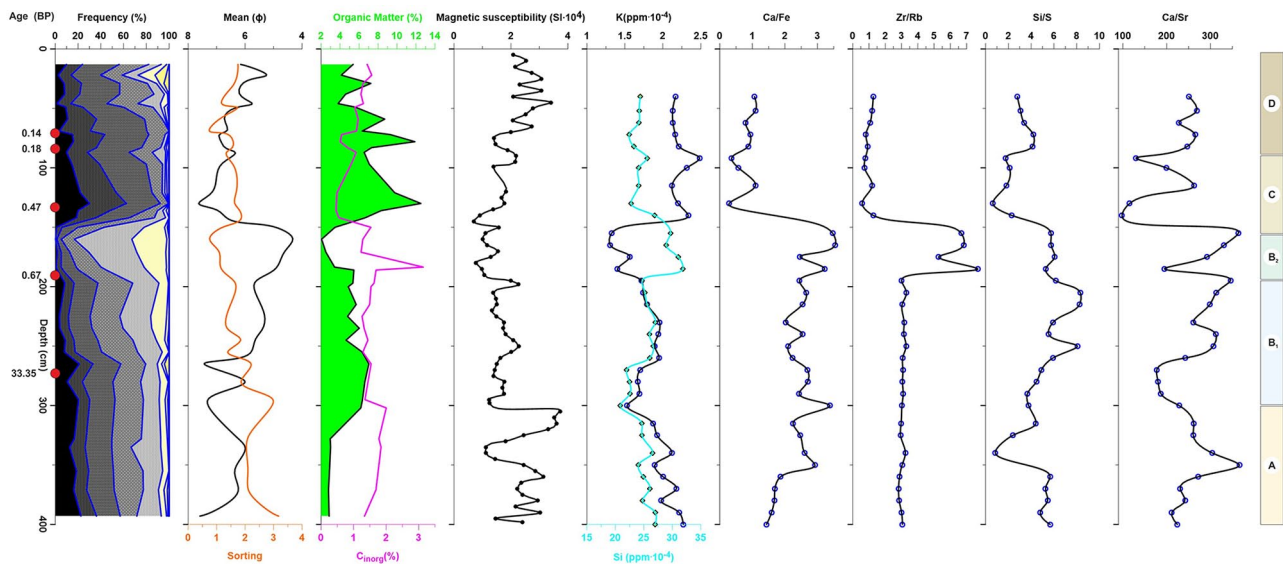 Age (BP) Frequency (%) Mean (ϕ) Organic Matter (%) Magnetic susceptibility (SI·10⁴) K(ppm·10⁻⁴) Ca/Fe Zr/Rb Si/S Ca/Sr
0 20 40 60 80 100 8 6 4 2 4 6 8 10 12 14 0 2 4 1 1.5 2 2.5 0 1 2 3 0 1 2 3 4 5 6 7 0 2 4 6 8 10 100 200 300
0
D
0.14
0.18
100
C
0.47
B₂
0.67
200
Depth (cm)
B₁
33.35
300
A
400
0 1 2 3 4 0 1 2 3 15 20 25 30 35
Sorting C inorg(%) Si (ppm·10⁻⁴)